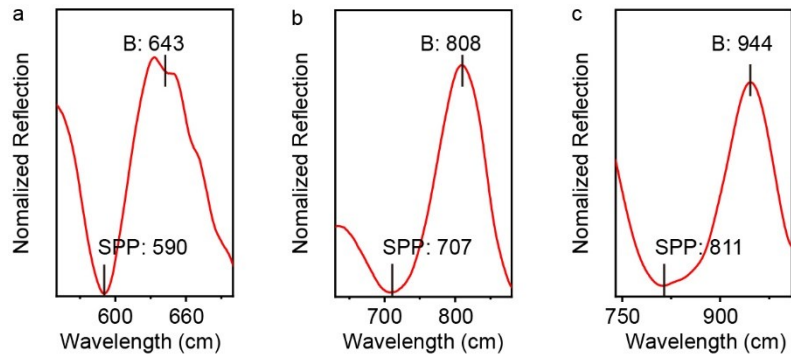 a
B: 643
Nomalized Reflection
SPP: 590
600 660
Wavelength (cm)
b
B: 808
Nomalized Reflection
SPP: 707
700 800
Wavelength (cm)
c
B: 944
Nomalized Reflection
SPP: 811
750 900
Wavelength (cm)